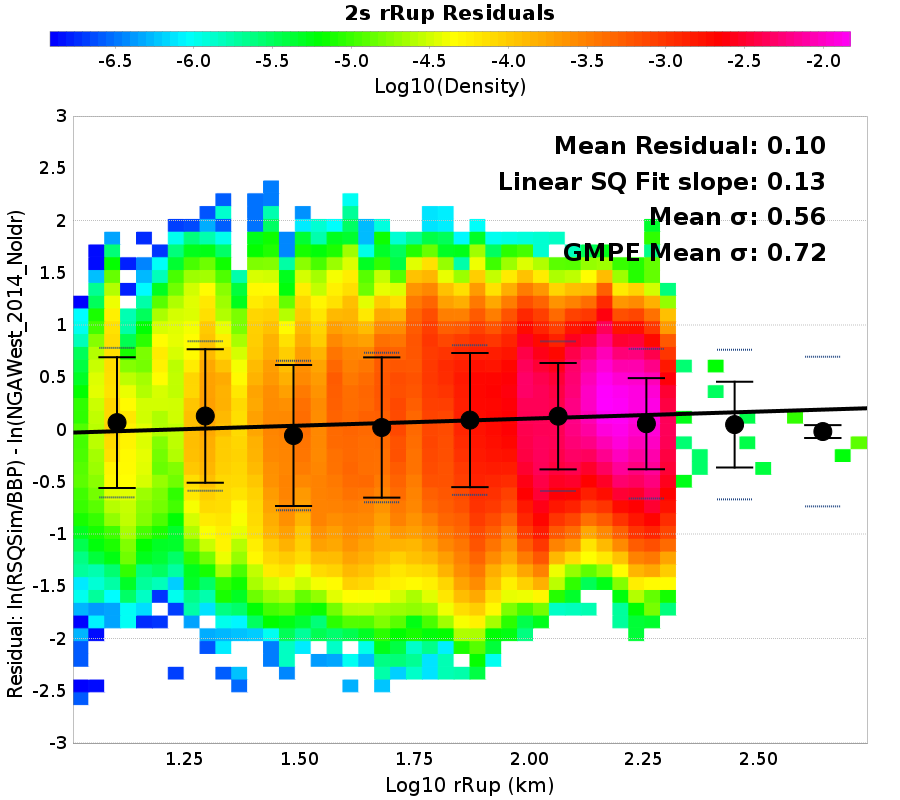 2s rRup Residuals
-6.5 -6.0 -5.5 -5.0 -4.5 -4.0 -3.5 -3.0 -2.5 -2.0
Log10(Density)
Mean Residual: 0.10
Linear SQ Fit slope: 0.13
Mean σ: 0.56
GMPE Mean σ: 0.72
Residual: ln(RSQSim/BBP) - ln(NGAWest_2014_NoIdr)
3
2.5
2
1.5
1
0.5
0
-0.5
-1
-1.5
-2
-2.5
-3
1.25 1.50 1.75 2.00 2.25 2.50
Log10 rRup (km)